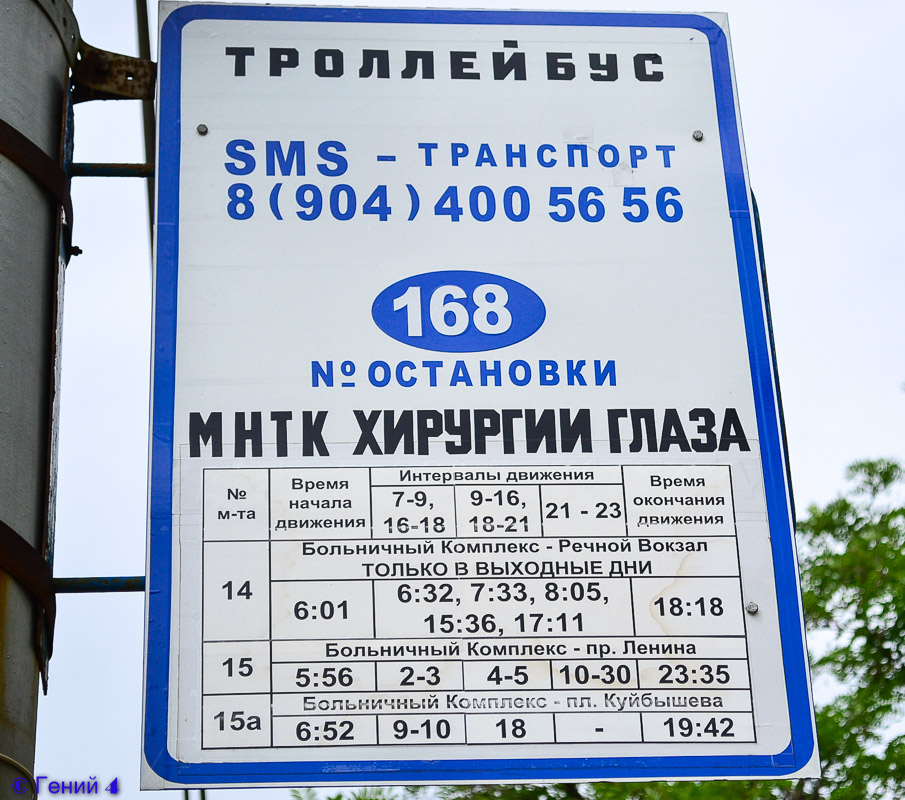 ТРОЛЛЕЙБУС
SMS - ТРАНСПОРТ
8 (904) 400 56 56
168
№ ОСТАНОВКИ
МНТК ХИРУРГИИ ГЛАЗА
№ м-та Время начала движения Интервалы движения Время окончания движения
7-9, 16-18 9-16, 18-21 21 - 23
14 Больничный Комплекс - Речной Вокзал
ТОЛЬКО В ВЫХОДНЫЕ ДНИ
6:01 6:32, 7:33, 8:05, 15:36, 17:11 18:18
15 Больничный Комплекс - пр. Ленина
5:56 2-3 4-5 10-30 23:35
15а Больничный Комплекс - пл. Куйбышева
6:52 9-10 18 - 19:42
© Гений 4